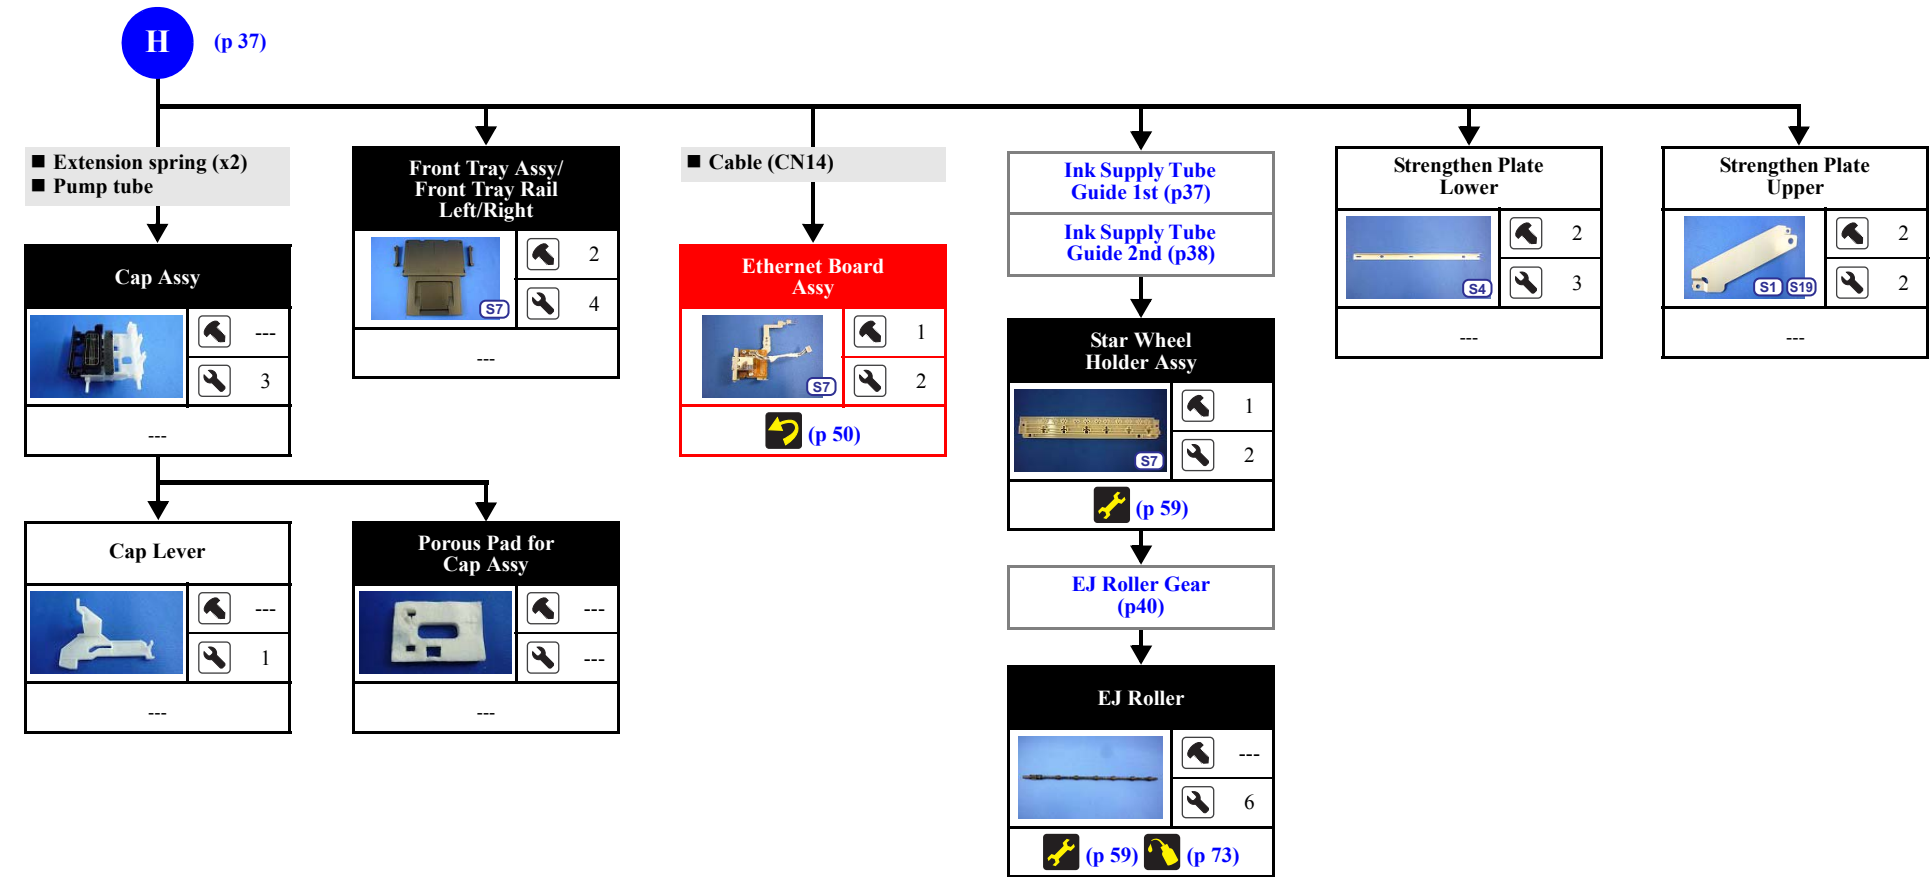 H (p 37)
■ Extension spring (x2)
■ Pump tube
Cap Assy
---
3
---
Cap Lever
---
1
---
Porous Pad for
Cap Assy
---
---
---
Front Tray Assy/
Front Tray Rail
Left/Right
S7
2
4
---
■ Cable (CN14)
Ethernet Board
Assy
S7
1
2
(p 50)
Ink Supply Tube
Guide 1st (p37)
Ink Supply Tube
Guide 2nd (p38)
Star Wheel
Holder Assy
S7
1
2
(p 59)
EJ Roller Gear
(p40)
EJ Roller
---
6
(p 59) (p 73)
Strengthen Plate
Lower
S4
2
3
---
Strengthen Plate
Upper
S1 S19
2
2
---